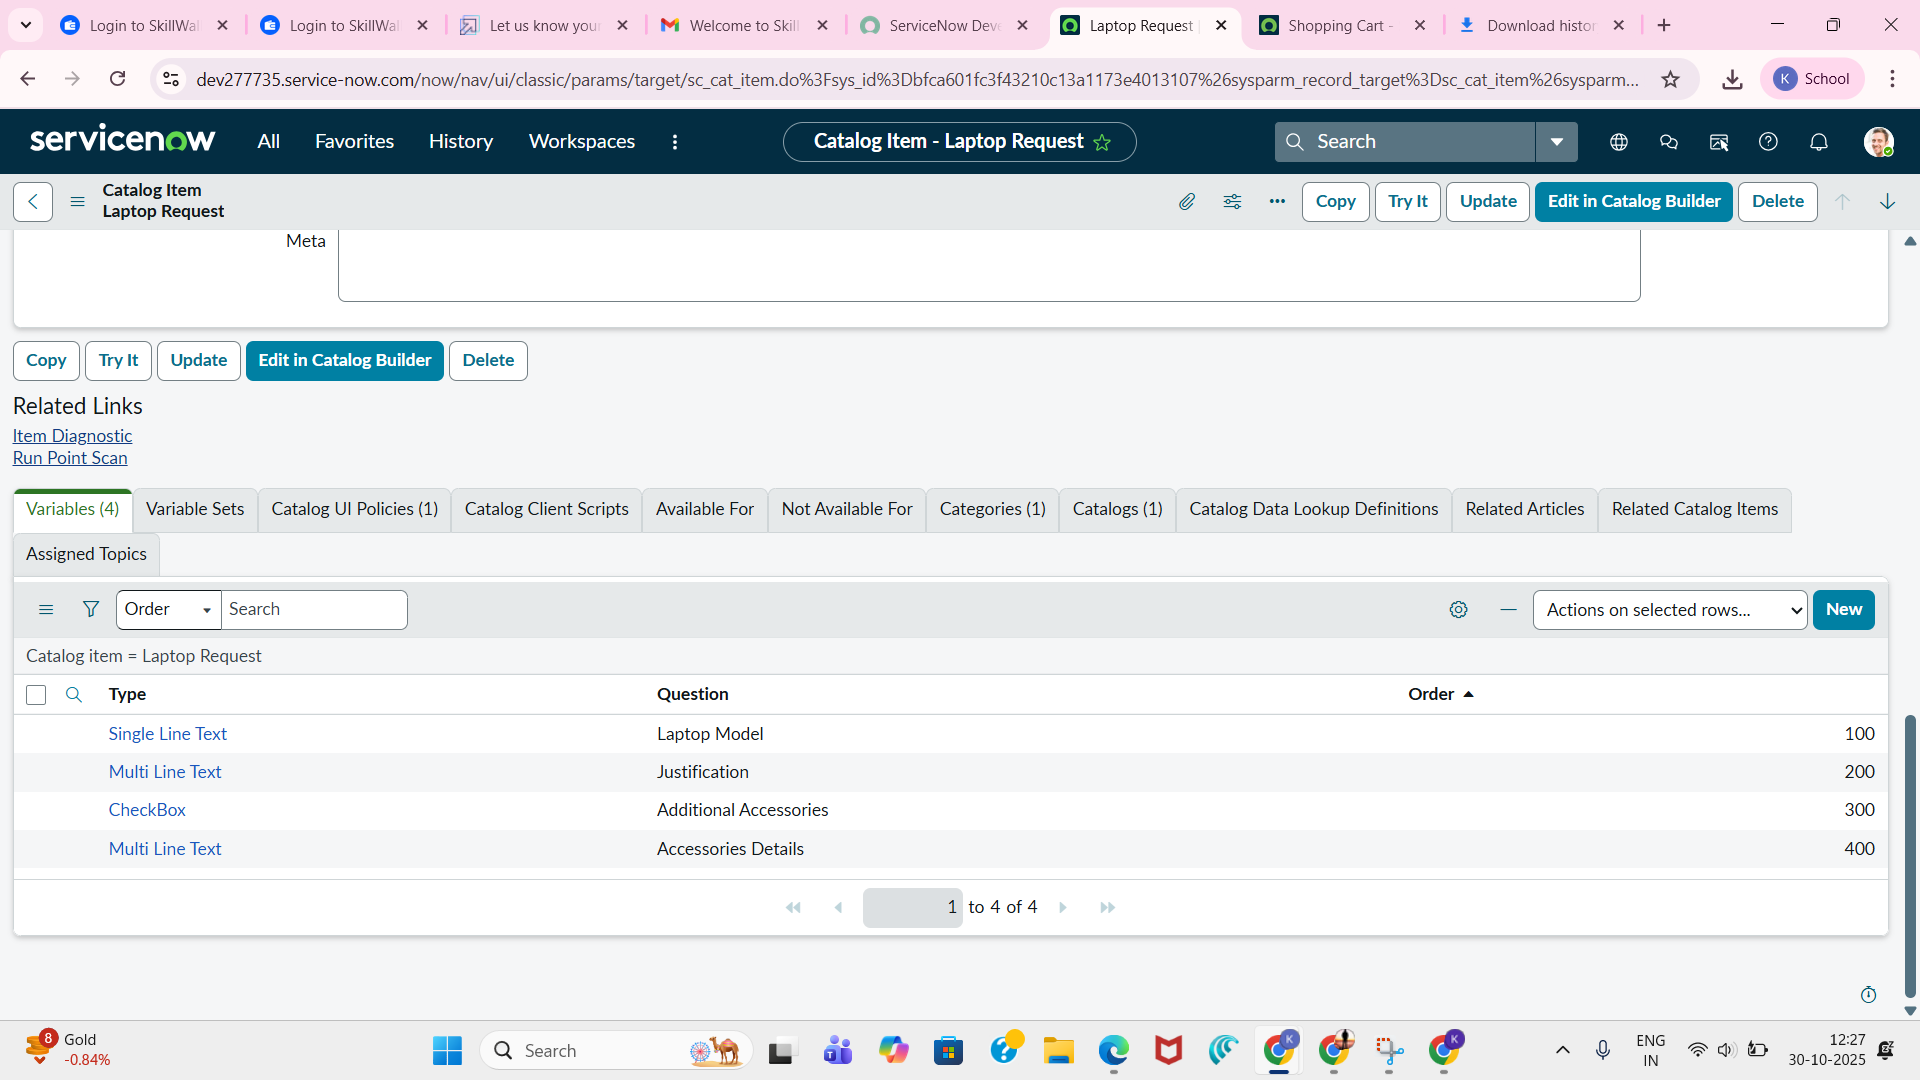 Login to SkillWal
Login to SkillWal
Let us know your
Welcome to Skill
ServiceNow Deve
Laptop Request |
Shopping Cart -
Download histor
dev277735.service-now.com/now/nav/ui/classic/params/target/sc_cat_item.do%3Fsys_id%3Dbfca601fc3f43210c13a1173e4013107%26sysparm_record_target%3Dsc_cat_item%26sysparm...
K School
servicenow
All
Favorites
History
Workspaces
Catalog Item - Laptop Request
Search
Catalog Item
Laptop Request
Copy
Try It
Update
Edit in Catalog Builder
Delete
Meta
Copy
Try It
Update
Edit in Catalog Builder
Delete
Related Links
Item Diagnostic
Run Point Scan
Variables (4)
Variable Sets
Catalog UI Policies (1)
Catalog Client Scripts
Available For
Not Available For
Categories (1)
Catalogs (1)
Catalog Data Lookup Definitions
Related Articles
Related Catalog Items
Assigned Topics
Order
Search
Actions on selected rows...
New
Catalog item = Laptop Request
Type Question Order
Single Line Text Laptop Model 100
Multi Line Text Justification 200
CheckBox Additional Accessories 300
Multi Line Text Accessories Details 400
1 to 4 of 4
8
Gold
-0.84%
Search
ENG
IN
12:27
30-10-2025